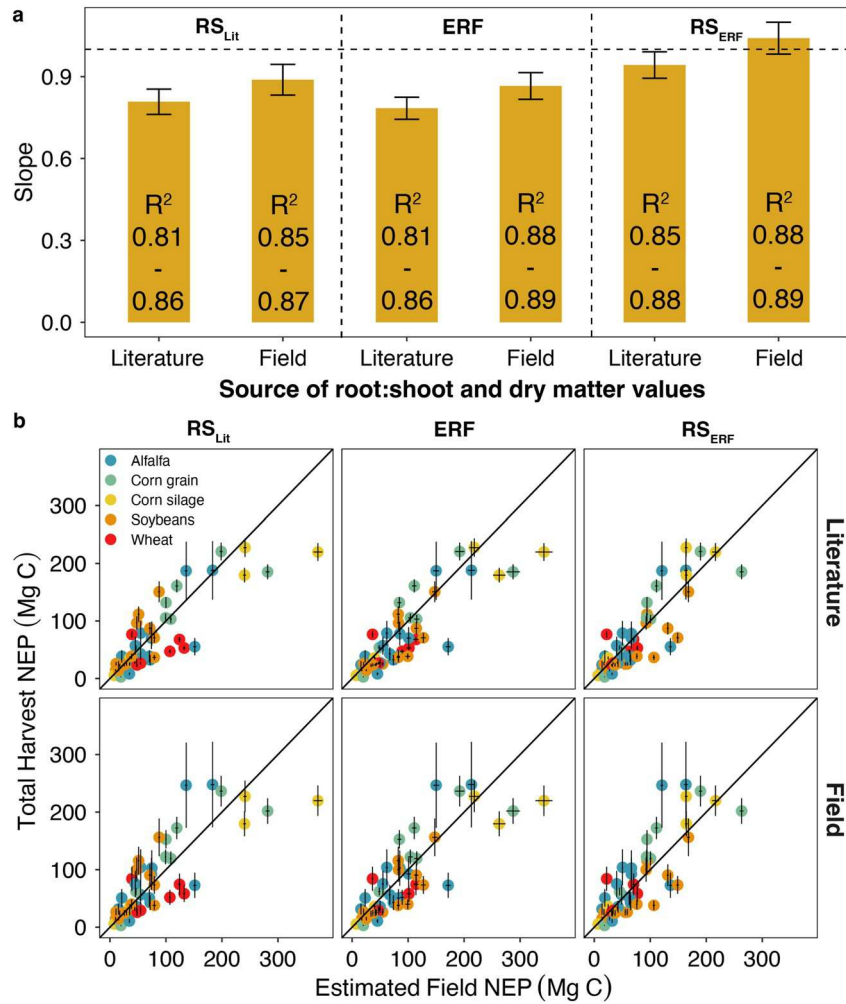 a
RS_Lit ERF RS_ERF
Slope
0.9
0.6
0.3
0.0
R² R² R² R² R² R²
0.81 0.85 0.81 0.88 0.85 0.88
- - - - - -
0.86 0.87 0.86 0.89 0.88 0.89
Literature Field Literature Field Literature Field
Source of root:shoot and dry matter values
b
RS_Lit ERF RS_ERF
Alfalfa
Corn grain
Corn silage
Soybeans
Wheat
Total Harvest NEP (Mg C)
300
200
100
0
Literature
300
200
100
0
Field
0 100 200 300 0 100 200 300 0 100 200 300
Estimated Field NEP (Mg C)